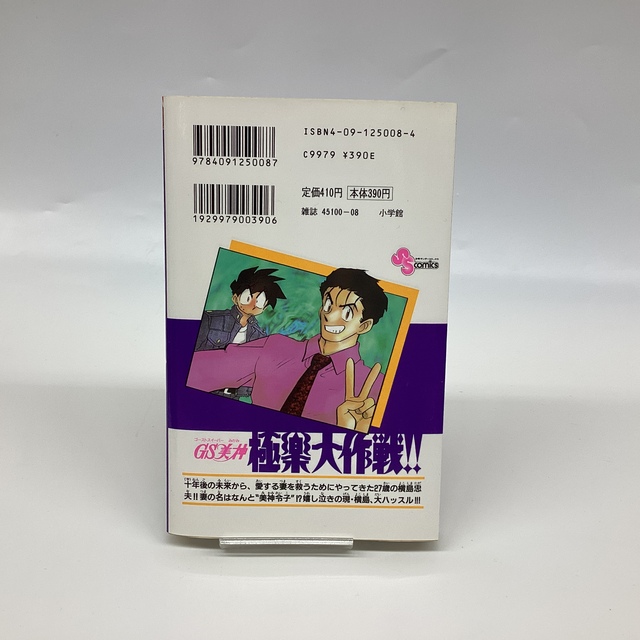 ISBN4-09-125008-4
9784091250087
C9979 ¥390E
定価410円 本体390円
1929979003906
雑誌 45100-08 小学館
SS comics
GS美神
極楽大作戦!!
十年後の未来から、愛する妻を救うためにやってきた27歳の横島忠
夫!!妻の名はなんと"美神令子"!?嬉し泣きの現・横島、大ハッスル!!!